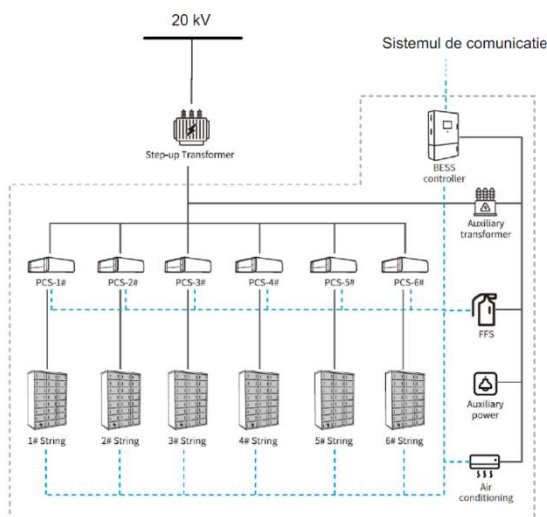 20 kV
Sistemul de comunicatie
Step-up Transformer
BESS
controller
Auxiliary
transformer
PCS-1#
PCS-2#
PCS-3#
PCS-4#
PCS-5#
PCS-6#
FFS
Auxiliary
power
1# String
2# String
3# String
4# String
5# String
6# String
Air
conditioning